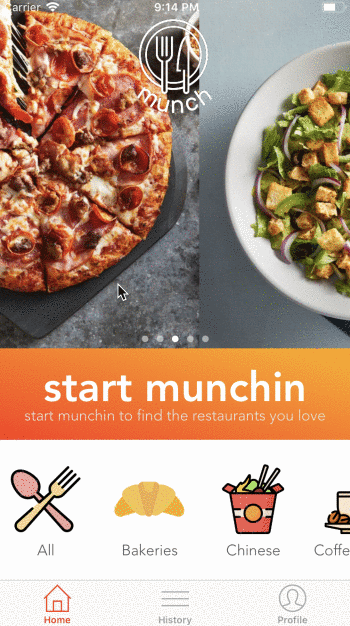 arrier 9:14 PM
munch
start munchin
start munchin to find the restaurants you love
All
Bakeries
Chinese
Coffe
Home
History
Profile